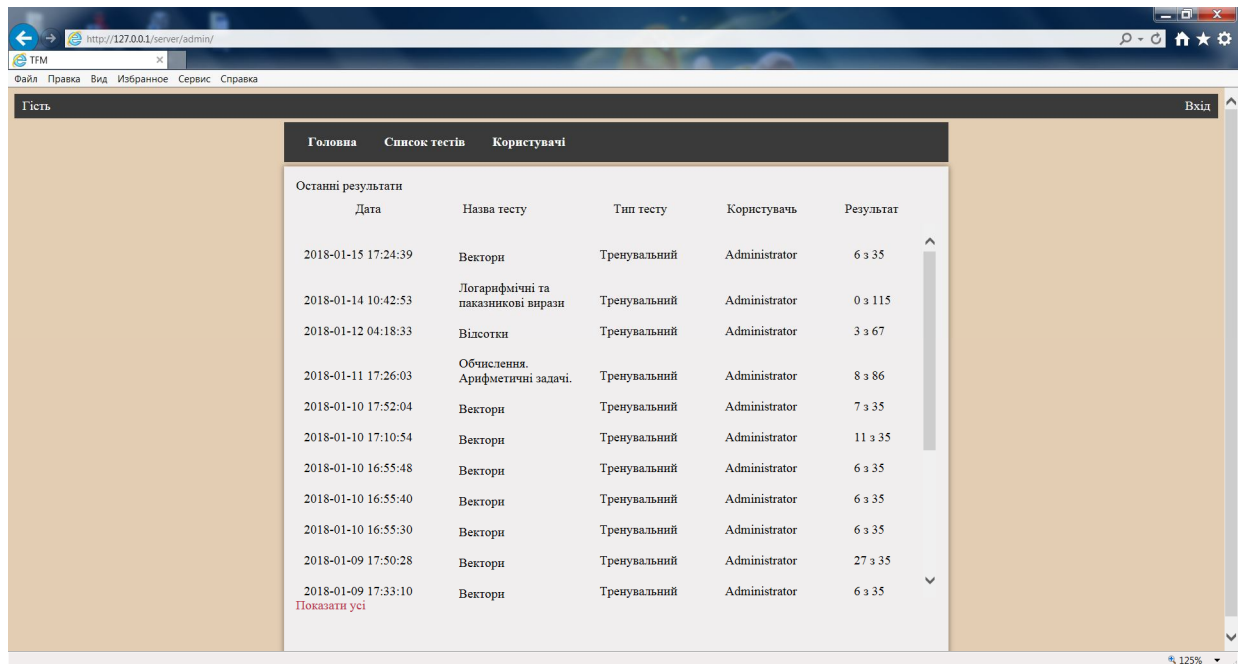 http://127.0.0.1/server/admin/
TFM
Файл Правка Вид Избранное Сервис Справка
Гість Вхід
Головна Список тестів Користувачі
Останні результати
Дата Назва тесту Тип тесту Користувачь Результат
2018-01-15 17:24:39 Вектори Тренувальний Administrator 6 з 35
Логарифмічні та
2018-01-14 10:42:53 паказникові вирази Тренувальний Administrator 0 з 115
2018-01-12 04:18:33 Відсотки Тренувальний Administrator 3 з 67
Обчислення.
2018-01-11 17:26:03 Арифметичні задачі. Тренувальний Administrator 8 з 86
2018-01-10 17:52:04 Вектори Тренувальний Administrator 7 з 35
2018-01-10 17:10:54 Вектори Тренувальний Administrator 11 з 35
2018-01-10 16:55:48 Вектори Тренувальний Administrator 6 з 35
2018-01-10 16:55:40 Вектори Тренувальний Administrator 6 з 35
2018-01-10 16:55:30 Вектори Тренувальний Administrator 6 з 35
2018-01-09 17:50:28 Вектори Тренувальний Administrator 27 з 35
2018-01-09 17:33:10 Вектори Тренувальний Administrator 6 з 35
Показати усі
125%